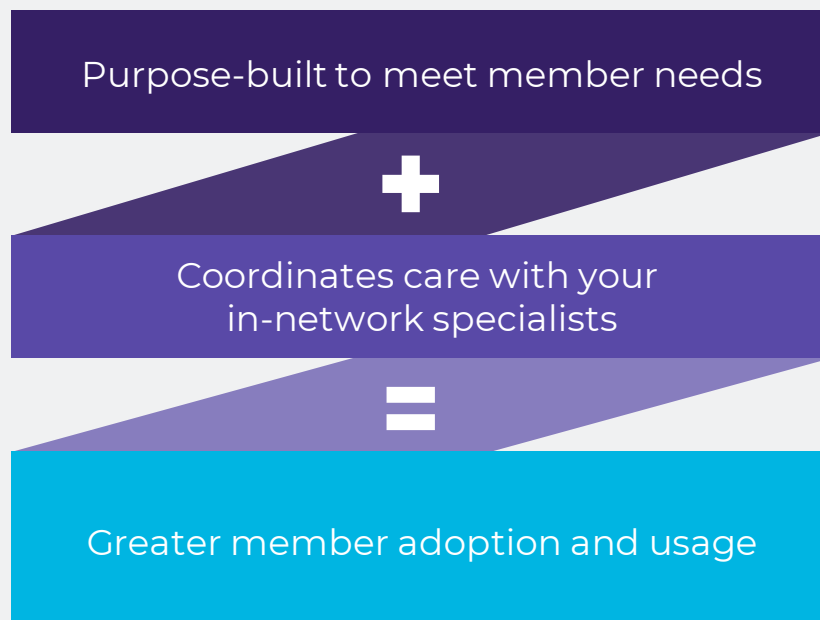 Purpose-built to meet member needs
+
Coordinates care with your
in-network specialists
=
Greater member adoption and usage